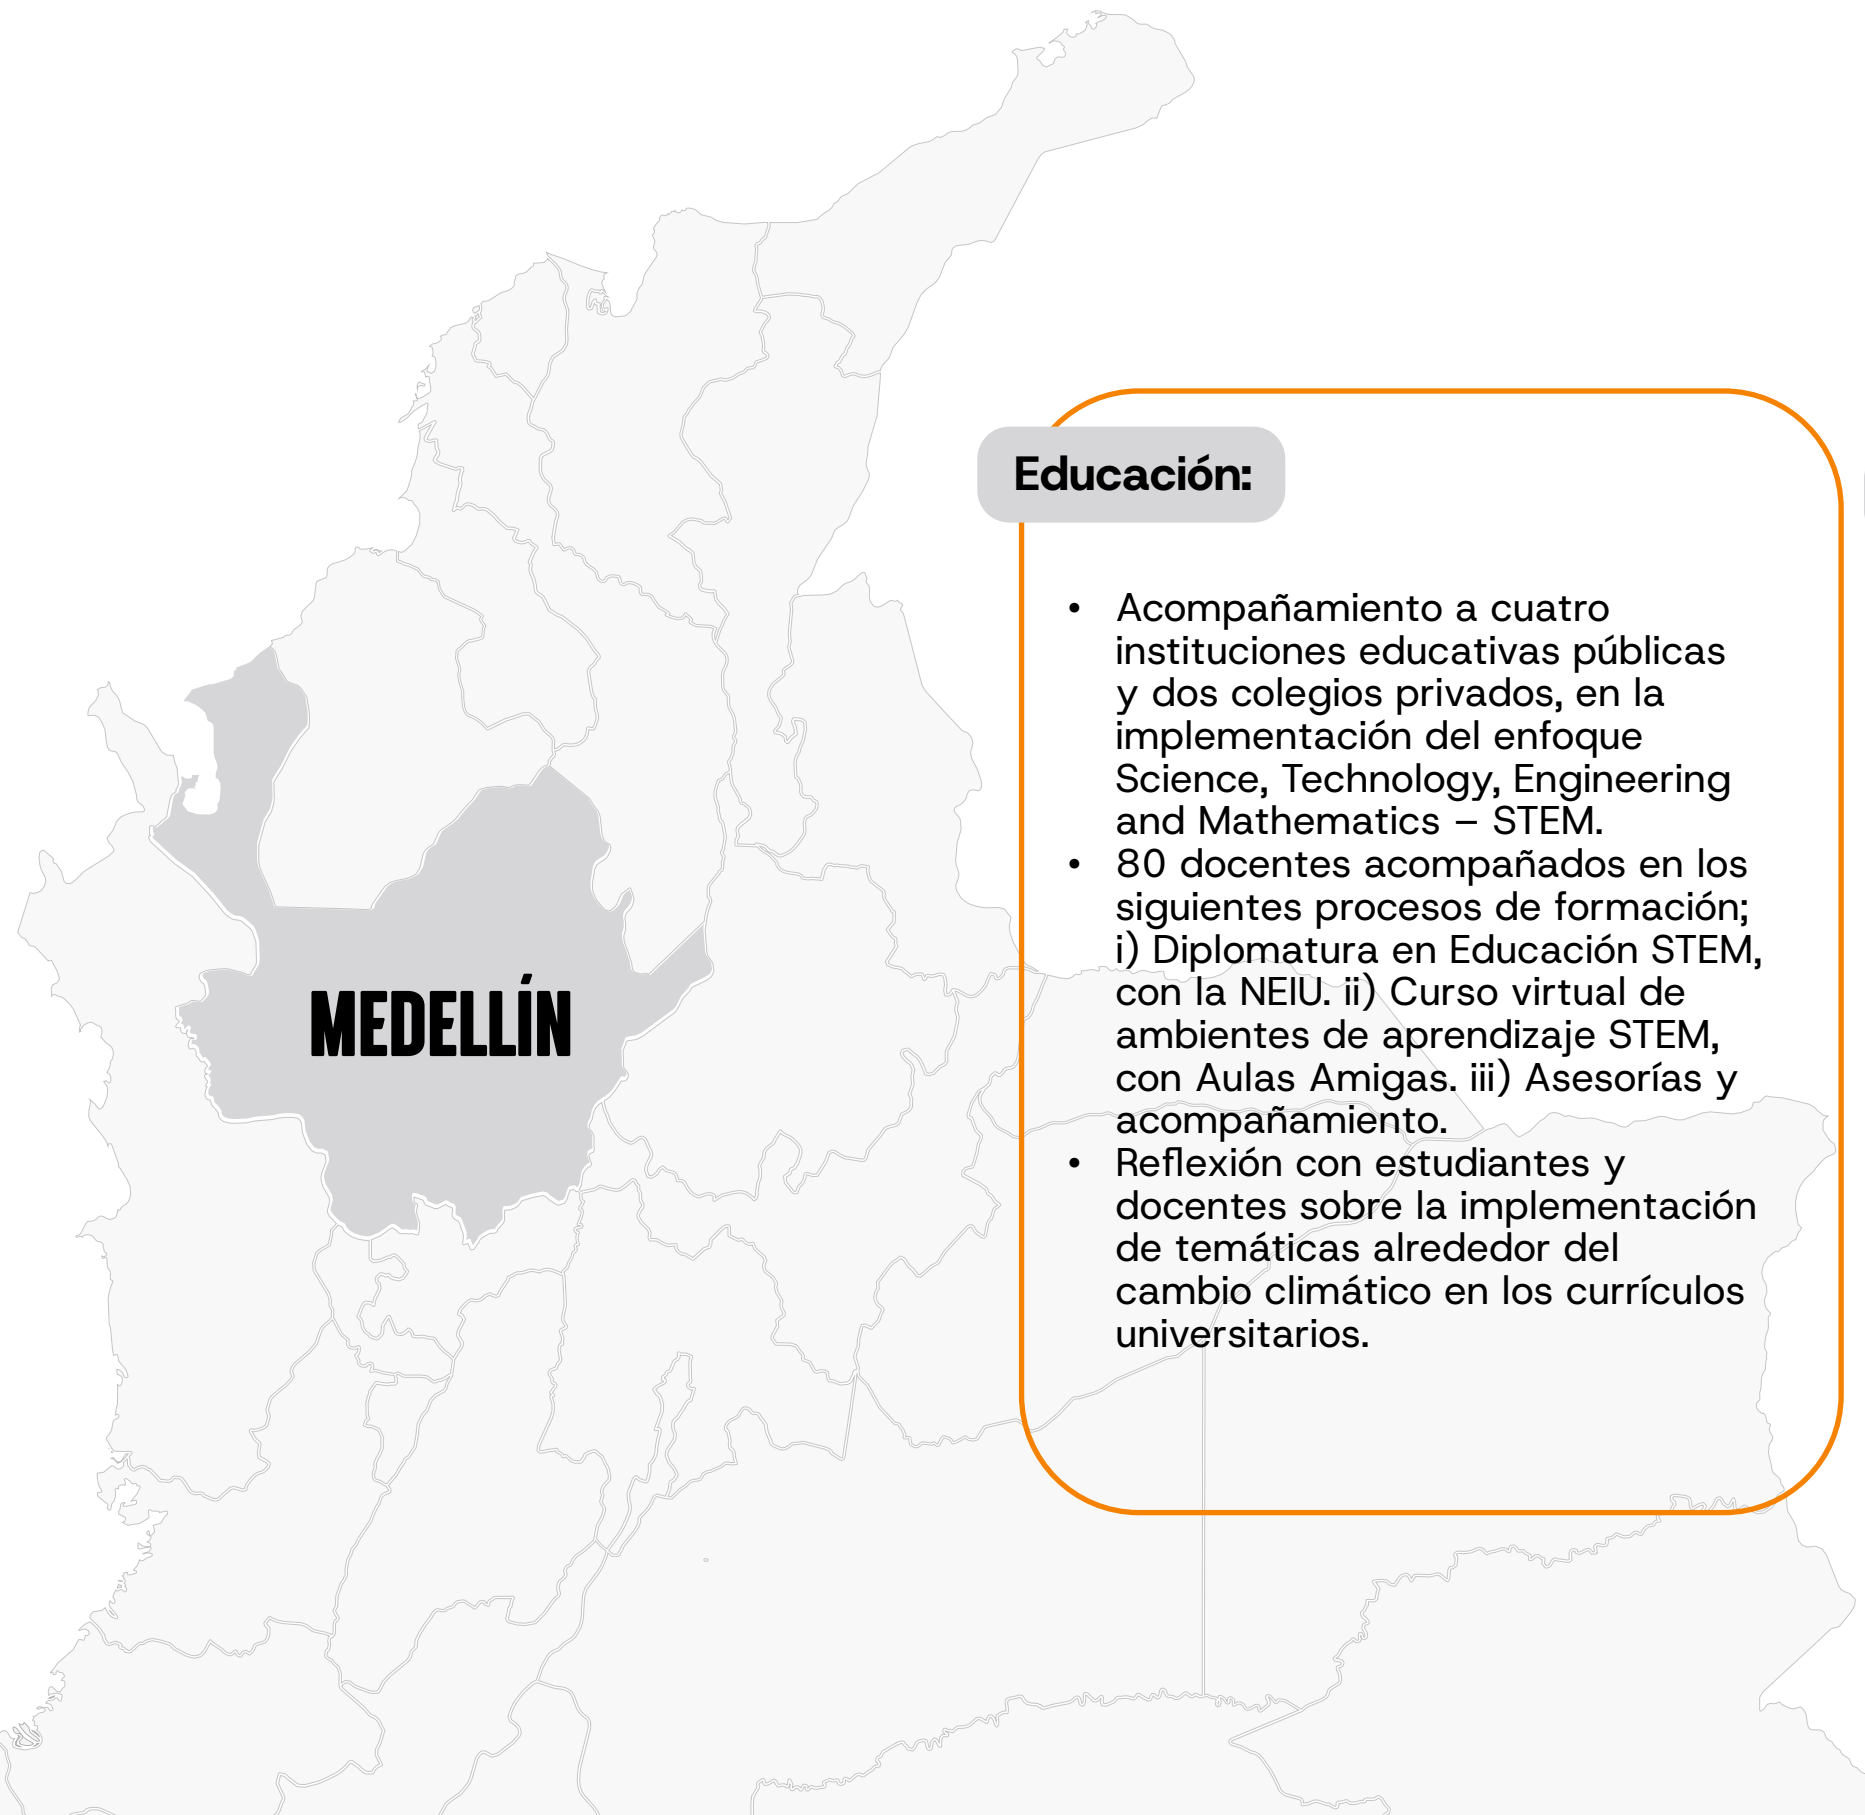 Educación:
• Acompañamiento a cuatro
instituciones educativas públicas
y dos colegios privados, en la
implementación del enfoque
Science, Technology, Engineering
and Mathematics – STEM.
• 80 docentes acompañados en los
siguientes procesos de formación;
i) Diplomatura en Educación STEM,
con la NEIU. ii) Curso virtual de
ambientes de aprendizaje STEM,
con Aulas Amigas. iii) Asesorías y
acompañamiento.
• Reflexión con estudiantes y
docentes sobre la implementación
de temáticas alrededor del
cambio climático en los currículos
universitarios.
MEDELLÍN